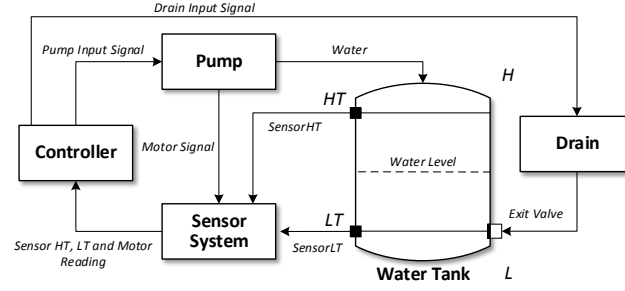 Drain Input Signal
Pump Input Signal
Pump
Water
H
HT
SensorHT
Controller
Motor Signal
Drain
Water Level
Sensor
System
LT
SensorLT
Exit Valve
Sensor HT, LT and Motor
Reading
Water Tank
L